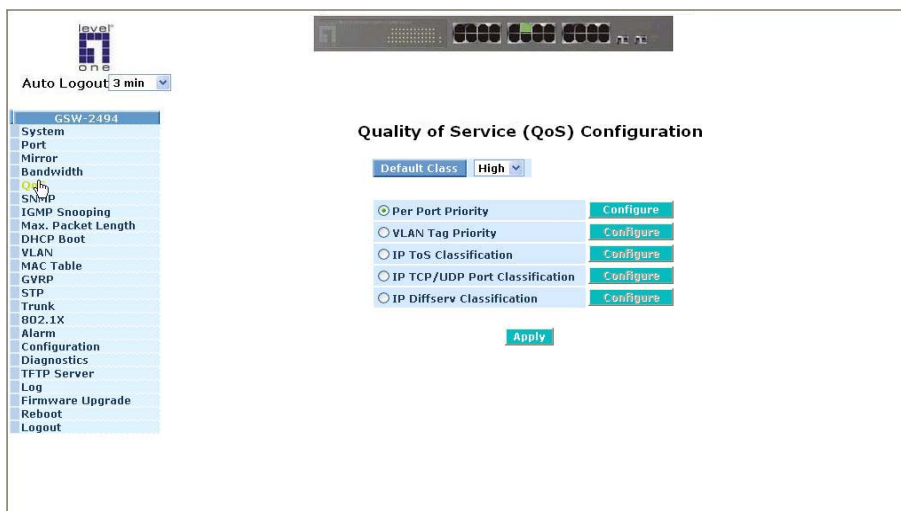 level
one
Auto Logout 3 min
GSW-2494
System
Port
Mirror
Bandwidth
QoS
SNMP
IGMP Snooping
Max. Packet Length
DHCP Boot
VLAN
MAC Table
GVRP
STP
Trunk
802.1X
Alarm
Configuration
Diagnostics
TFTP Server
Log
Firmware Upgrade
Reboot
Logout
Quality of Service (QoS) Configuration
Default Class High
Per Port Priority Configure
VLAN Tag Priority Configure
IP ToS Classification Configure
IP TCP/UDP Port Classification Configure
IP Diffserv Classification Configure
Apply